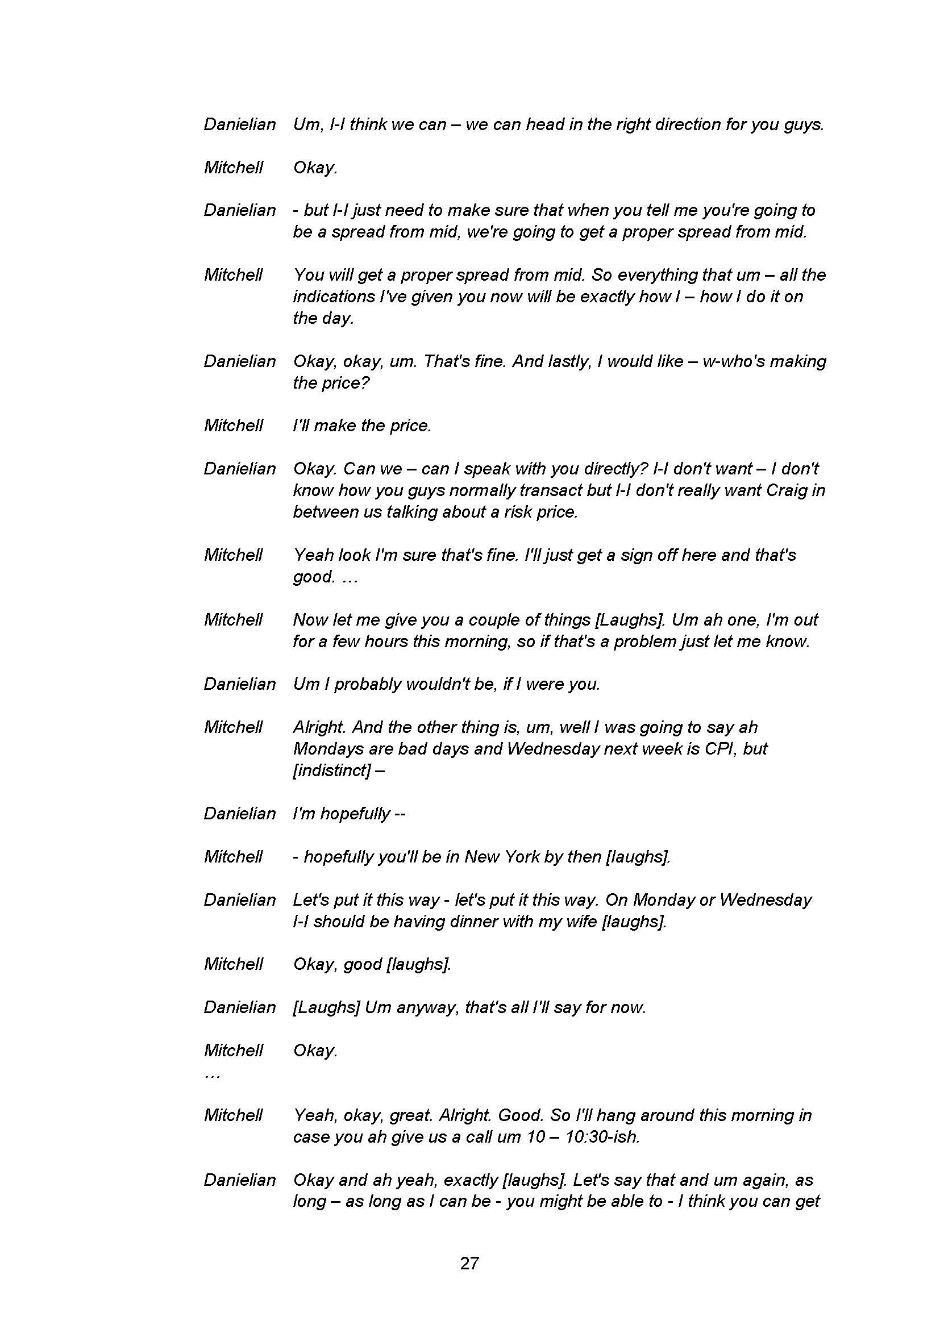 Danielian Um, I-I think we can – we can head in the right direction for you guys.
Mitchell Okay.
Danielian - but I-I just need to make sure that when you tell me you're going to
be a spread from mid, we're going to get a proper spread from mid.
Mitchell You will get a proper spread from mid. So everything that um – all the
indications I've given you now will be exactly how I – how I do it on
the day.
Danielian Okay, okay, um. That's fine. And lastly, I would like – w-who's making
the price?
Mitchell I'll make the price.
Danielian Okay. Can we – can I speak with you directly? I-I don't want – I don't
know how you guys normally transact but I-I don't really want Craig in
between us talking about a risk price.
Mitchell Yeah look I'm sure that's fine. I'll just get a sign off here and that's
good. …
Mitchell Now let me give you a couple of things [Laughs]. Um ah one, I'm out
for a few hours this morning, so if that's a problem just let me know.
Danielian Um I probably wouldn't be, if I were you.
Mitchell Alright. And the other thing is, um, well I was going to say ah
Mondays are bad days and Wednesday next week is CPI, but
[indistinct] –
Danielian I'm hopefully --
Mitchell - hopefully you'll be in New York by then [laughs].
Danielian Let's put it this way - let's put it this way. On Monday or Wednesday
I-I should be having dinner with my wife [laughs].
Mitchell Okay, good [laughs].
Danielian [Laughs] Um anyway, that's all I'll say for now.
Mitchell Okay.
…
Mitchell Yeah, okay, great. Alright. Good. So I'll hang around this morning in
case you ah give us a call um 10 – 10:30-ish.
Danielian Okay and ah yeah, exactly [laughs]. Let's say that and um again, as
long – as long as I can be - you might be able to - I think you can get
27